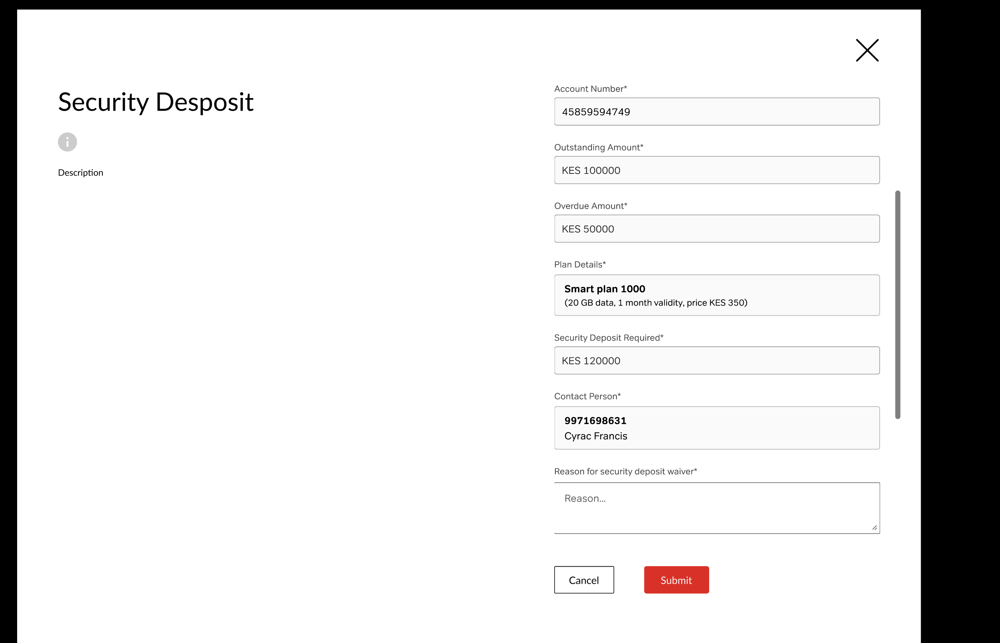 Security Desposit
Description
Account Number*
45859594749
Outstanding Amount*
KES 100000
Overdue Amount*
KES 50000
Plan Details*
Smart plan 1000
(20 GB data, 1 month validity, price KES 350)
Security Deposit Required*
KES 120000
Contact Person*
9971698631
Cyrac Francis
Reason for security deposit waiver*
Reason...
Cancel
Submit